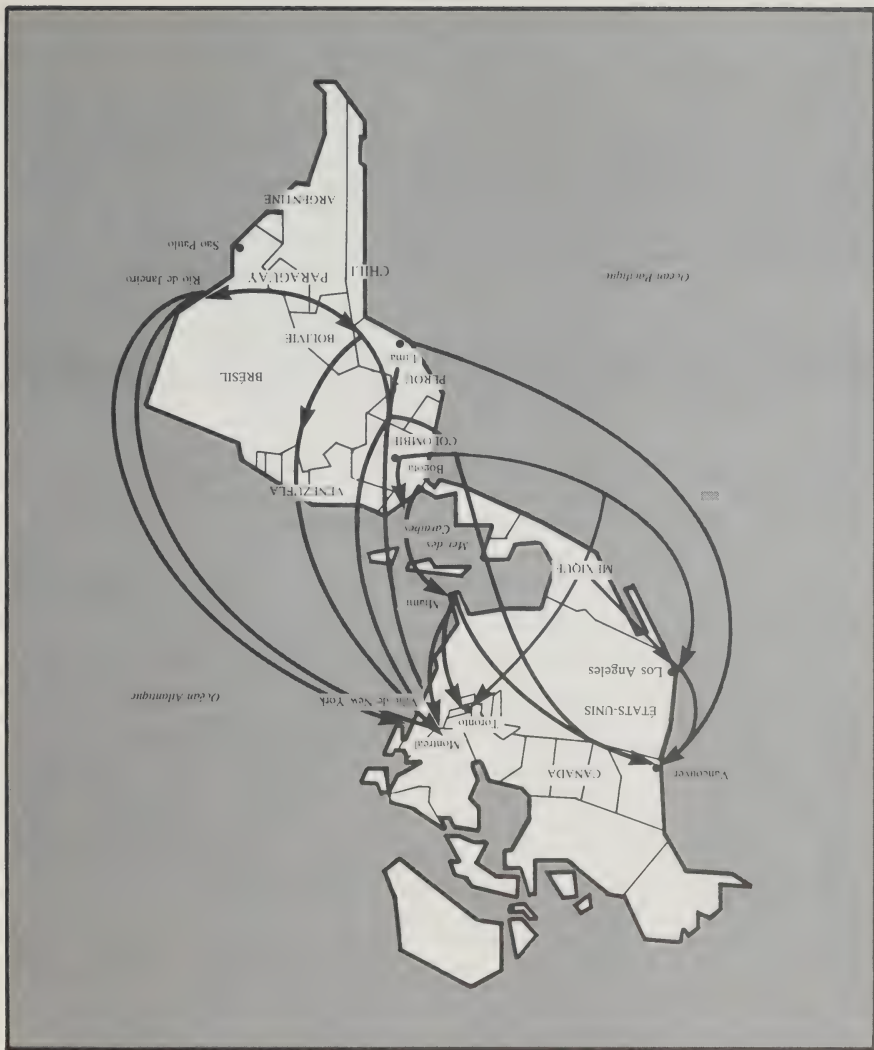 Vancouver
CANADA
Montréal
Toronto
ÉTATS-UNIS
Ville de New York
Océan Atlantique
Los Angeles
Miami
MEXIQUE
Mer des
Caraïbes
VENEZUELA
Bogota
COLOMBIE
BRÉSIL
PEROU
Lima
BOLIVIE
Océan Pacifique
CHILI
PARAGUAY
Rio de Janeiro
Sao Paulo
ARGENTINE